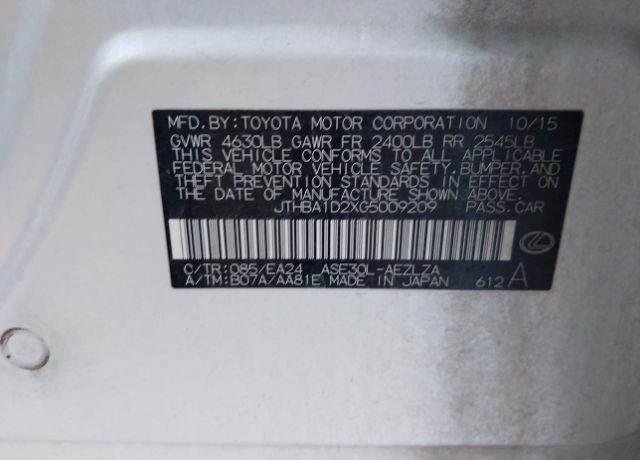 MFD.BY:TOYOTA MOTOR CORPORATION 10/15
GVWR 4630LB GAWR FR 2400LB RR 2545LB
THIS VEHICLE CONFORMS TO ALL APPLICABLE
FEDERAL MOTOR VEHICLE SAFETY,BUMPER,AND
THEFT PREVENTION STANDARDS IN EFFECT ON
THE DATE OF MANUFACTURE SHOWN ABOVE.
JTHBA1D2XG5009209 PASS.CAR
C/TR:085/EA24 ASE30L-AEZLZA
A/TM:B07A/AA81E MADE IN JAPAN 612 A